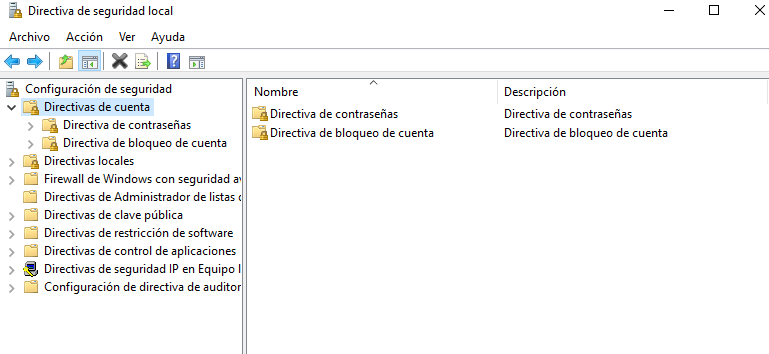 Directiva de seguridad local
Archivo Acción Ver Ayuda
Configuración de seguridad
Directivas de cuenta
Directiva de contraseñas
Directiva de bloqueo de cuenta
Directivas locales
Firewall de Windows con seguridad av
Directivas de Administrador de listas d
Directivas de clave pública
Directivas de restricción de software
Directivas de control de aplicaciones
Directivas de seguridad IP en Equipo l
Configuración de directiva de auditor
Nombre Descripción
Directiva de contraseñas Directiva de contraseñas
Directiva de bloqueo de cuenta Directiva de bloqueo de cuenta